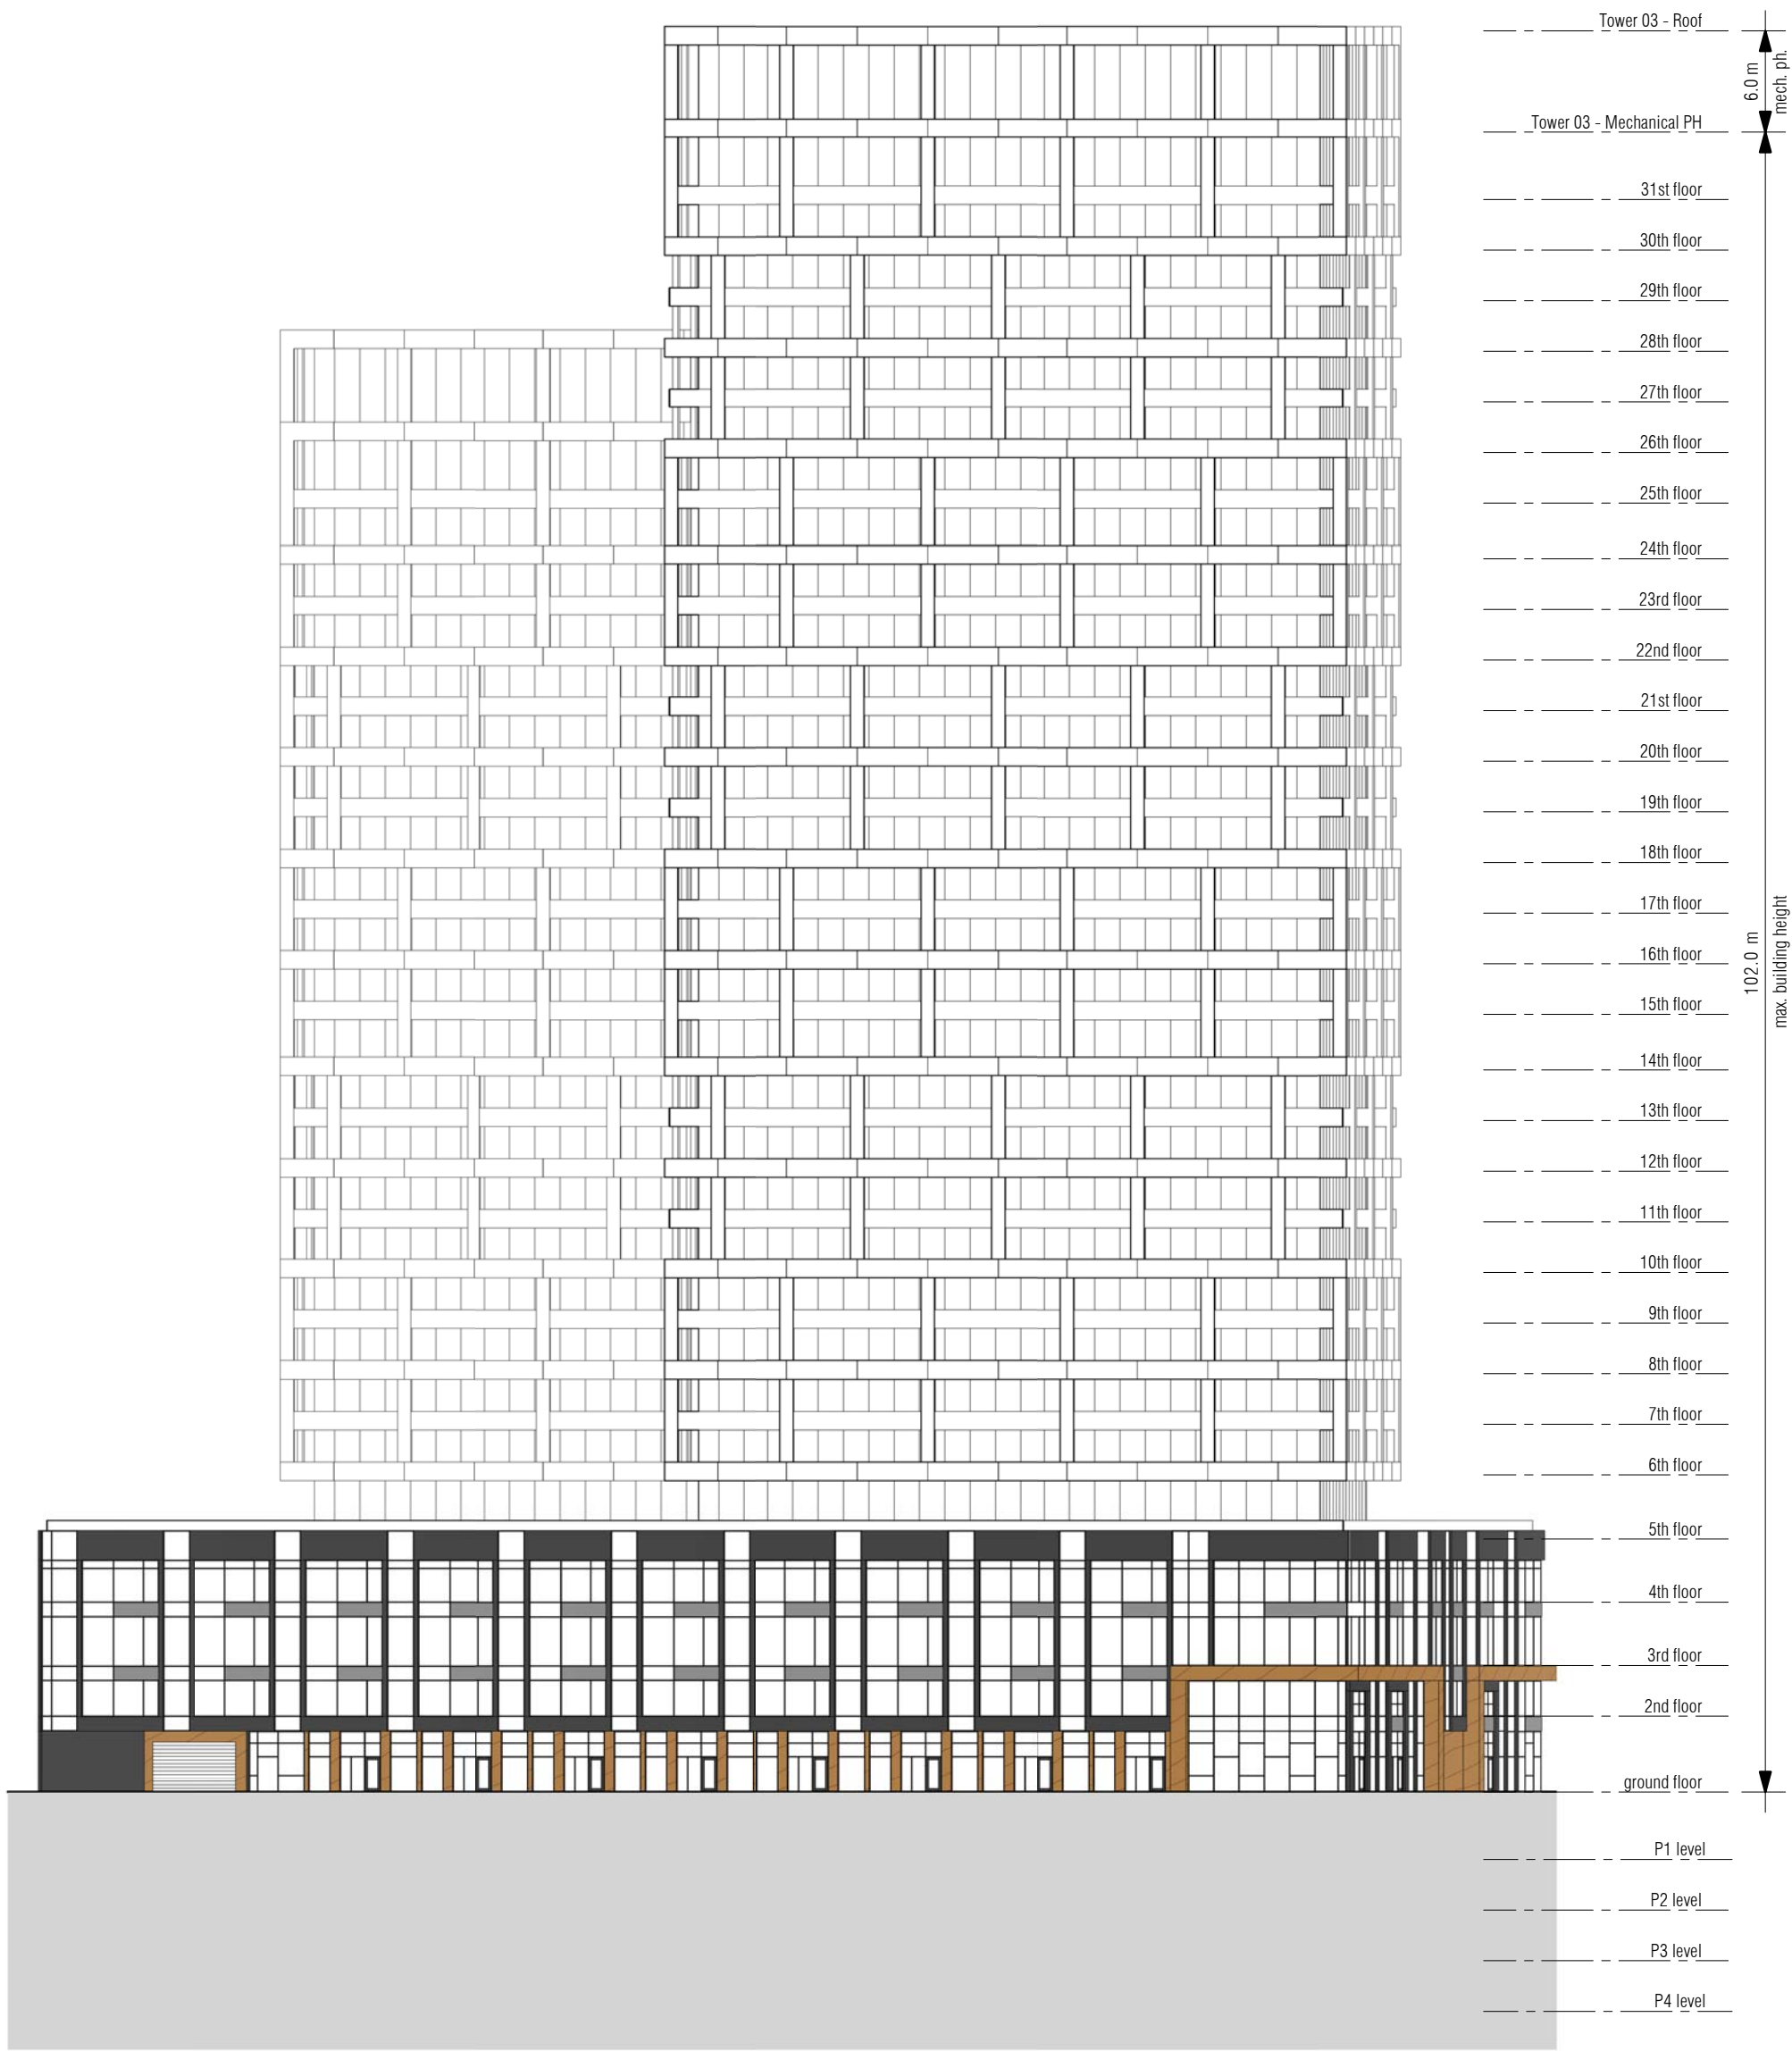 Tower 03 - Roof
6.0 m
mech. ph.
Tower 03 - Mechanical PH
31st floor
30th floor
29th floor
28th floor
27th floor
26th floor
25th floor
24th floor
23rd floor
22nd floor
21st floor
20th floor
19th floor
18th floor
17th floor
102.0 m
max. building height
16th floor
15th floor
14th floor
13th floor
12th floor
11th floor
10th floor
9th floor
8th floor
7th floor
6th floor
5th floor
4th floor
3rd floor
2nd floor
ground floor
P1 level
P2 level
P3 level
P4 level